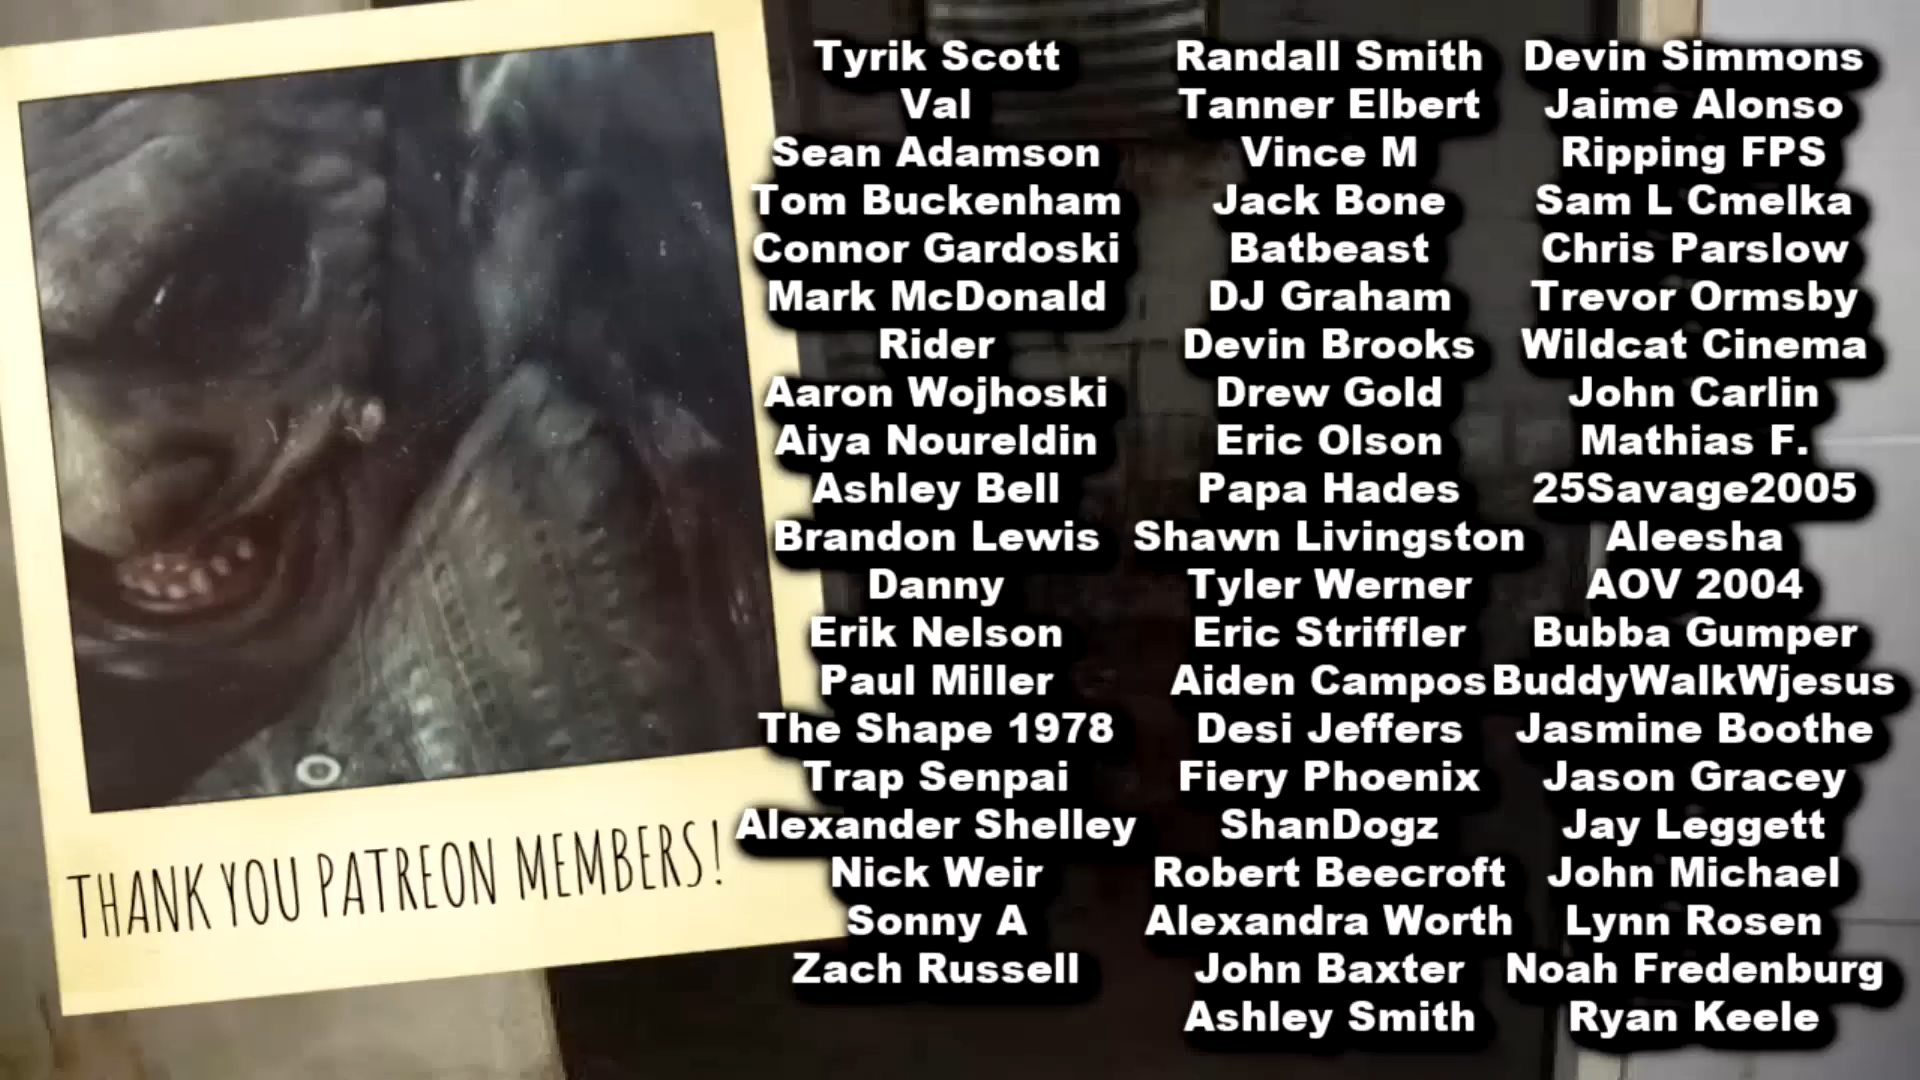 Tyrik Scott
Val
Sean Adamson
Tom Buckenham
Connor Gardoski
Mark McDonald
Rider
Aaron Wojhoski
Aiya Noureldin
Ashley Bell
Brandon Lewis
Danny
Erik Nelson
Paul Miller
The Shape 1978
Trap Senpai
Alexander Shelley
Nick Weir
Sonny A
Zach Russell
Randall Smith
Tanner Elbert
Vince M
Jack Bone
Batbeast
DJ Graham
Devin Brooks
Drew Gold
Eric Olson
Papa Hades
Shawn Livingston
Tyler Werner
Eric Striffler
Aiden Campos
Desi Jeffers
Fiery Phoenix
ShanDogz
Robert Beecroft
Alexandra Worth
John Baxter
Ashley Smith
Devin Simmons
Jaime Alonso
Ripping FPS
Sam L Cmelka
Chris Parslow
Trevor Ormsby
Wildcat Cinema
John Carlin
Mathias F.
25Savage2005
Aleesha
AOV 2004
Bubba Gumper
BuddyWalkWjesus
Jasmine Boothe
Jason Gracey
Jay Leggett
John Michael
Lynn Rosen
Noah Fredenburg
Ryan Keele
THANK YOU PATREON MEMBERS!